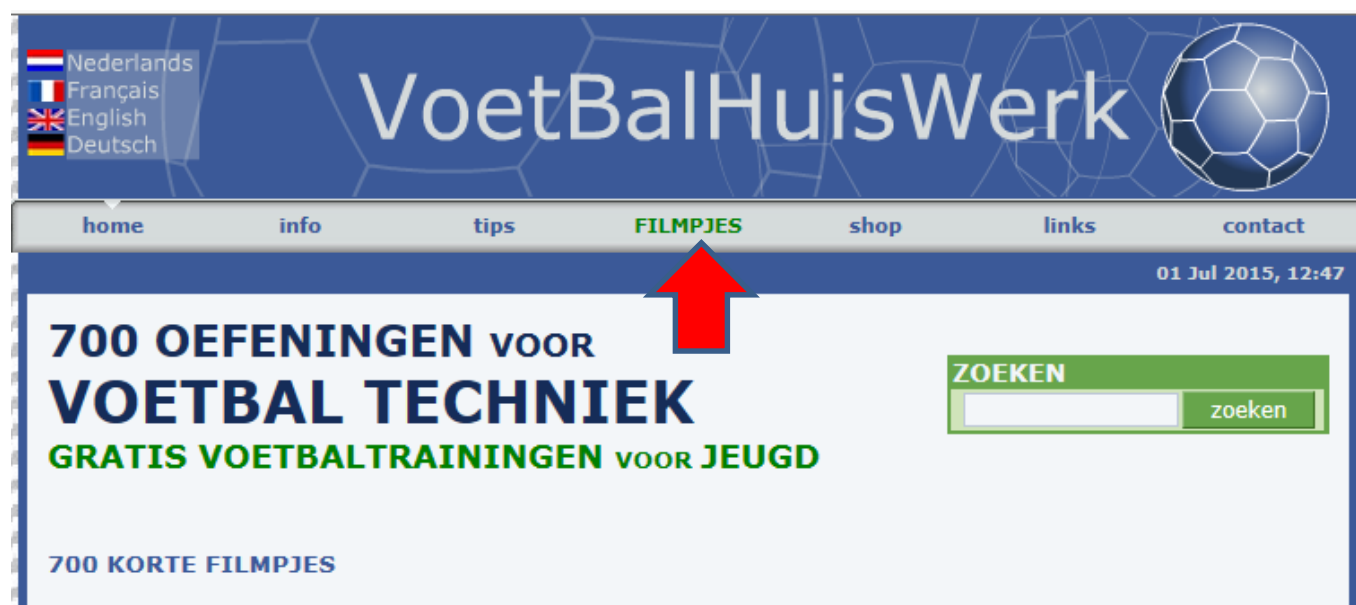 Nederlands
Français
English
Deutsch
VoetBalHuisWerk
home info tips FILMPJES shop links contact
01 Jul 2015, 12:47
700 OEFENINGEN VOOR
VOETBAL TECHNIEK
GRATIS VOETBALTRAININGEN VOOR JEUGD
ZOEKEN
zoeken
700 KORTE FILMPJES